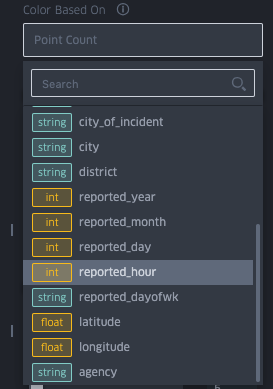 Color Based On
Point Count
Search
string city_of_incident
string city
string district
int reported_year
int reported_month
int reported_day
int reported_hour
string reported_dayofwk
float latitude
float longitude
string agency